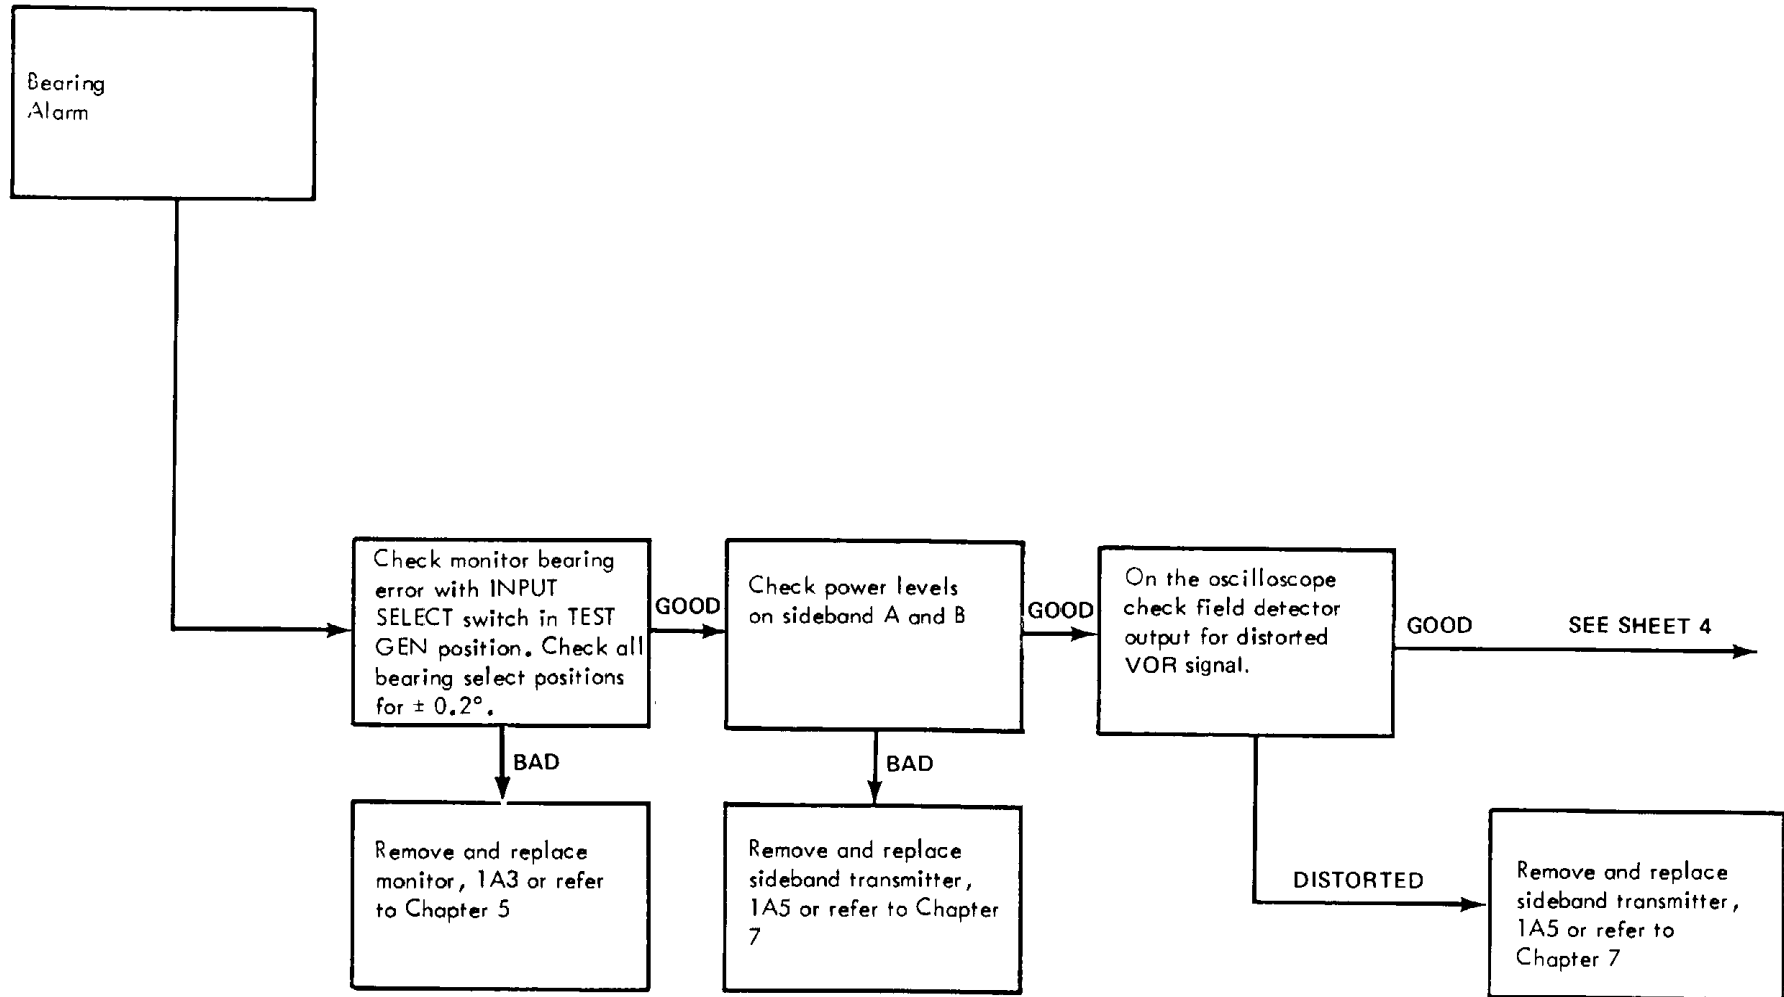 Bearing
Alarm
Check monitor bearing
error with INPUT
SELECT switch in TEST
GEN position. Check all
bearing select positions
for ± 0.2°.
GOOD
Check power levels
on sideband A and B
GOOD
On the oscilloscope
check field detector
output for distorted
VOR signal.
GOOD
SEE SHEET 4
BAD
BAD
Remove and replace
monitor, 1A3 or refer
to Chapter 5
Remove and replace
sideband transmitter,
1A5 or refer to Chapter
7
DISTORTED
Remove and replace
sideband transmitter,
1A5 or refer to
Chapter 7